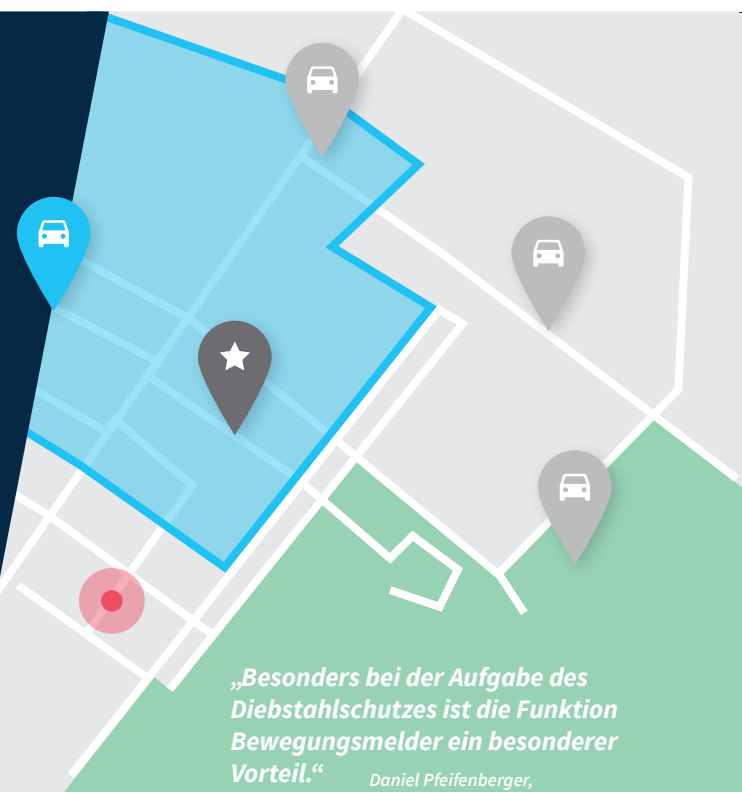 „Besonders bei der Aufgabe des
Diebstahlschutzes ist die Funktion
Bewegungsmelder ein besonderer
Vorteil.“ Daniel Pfeifenberger,